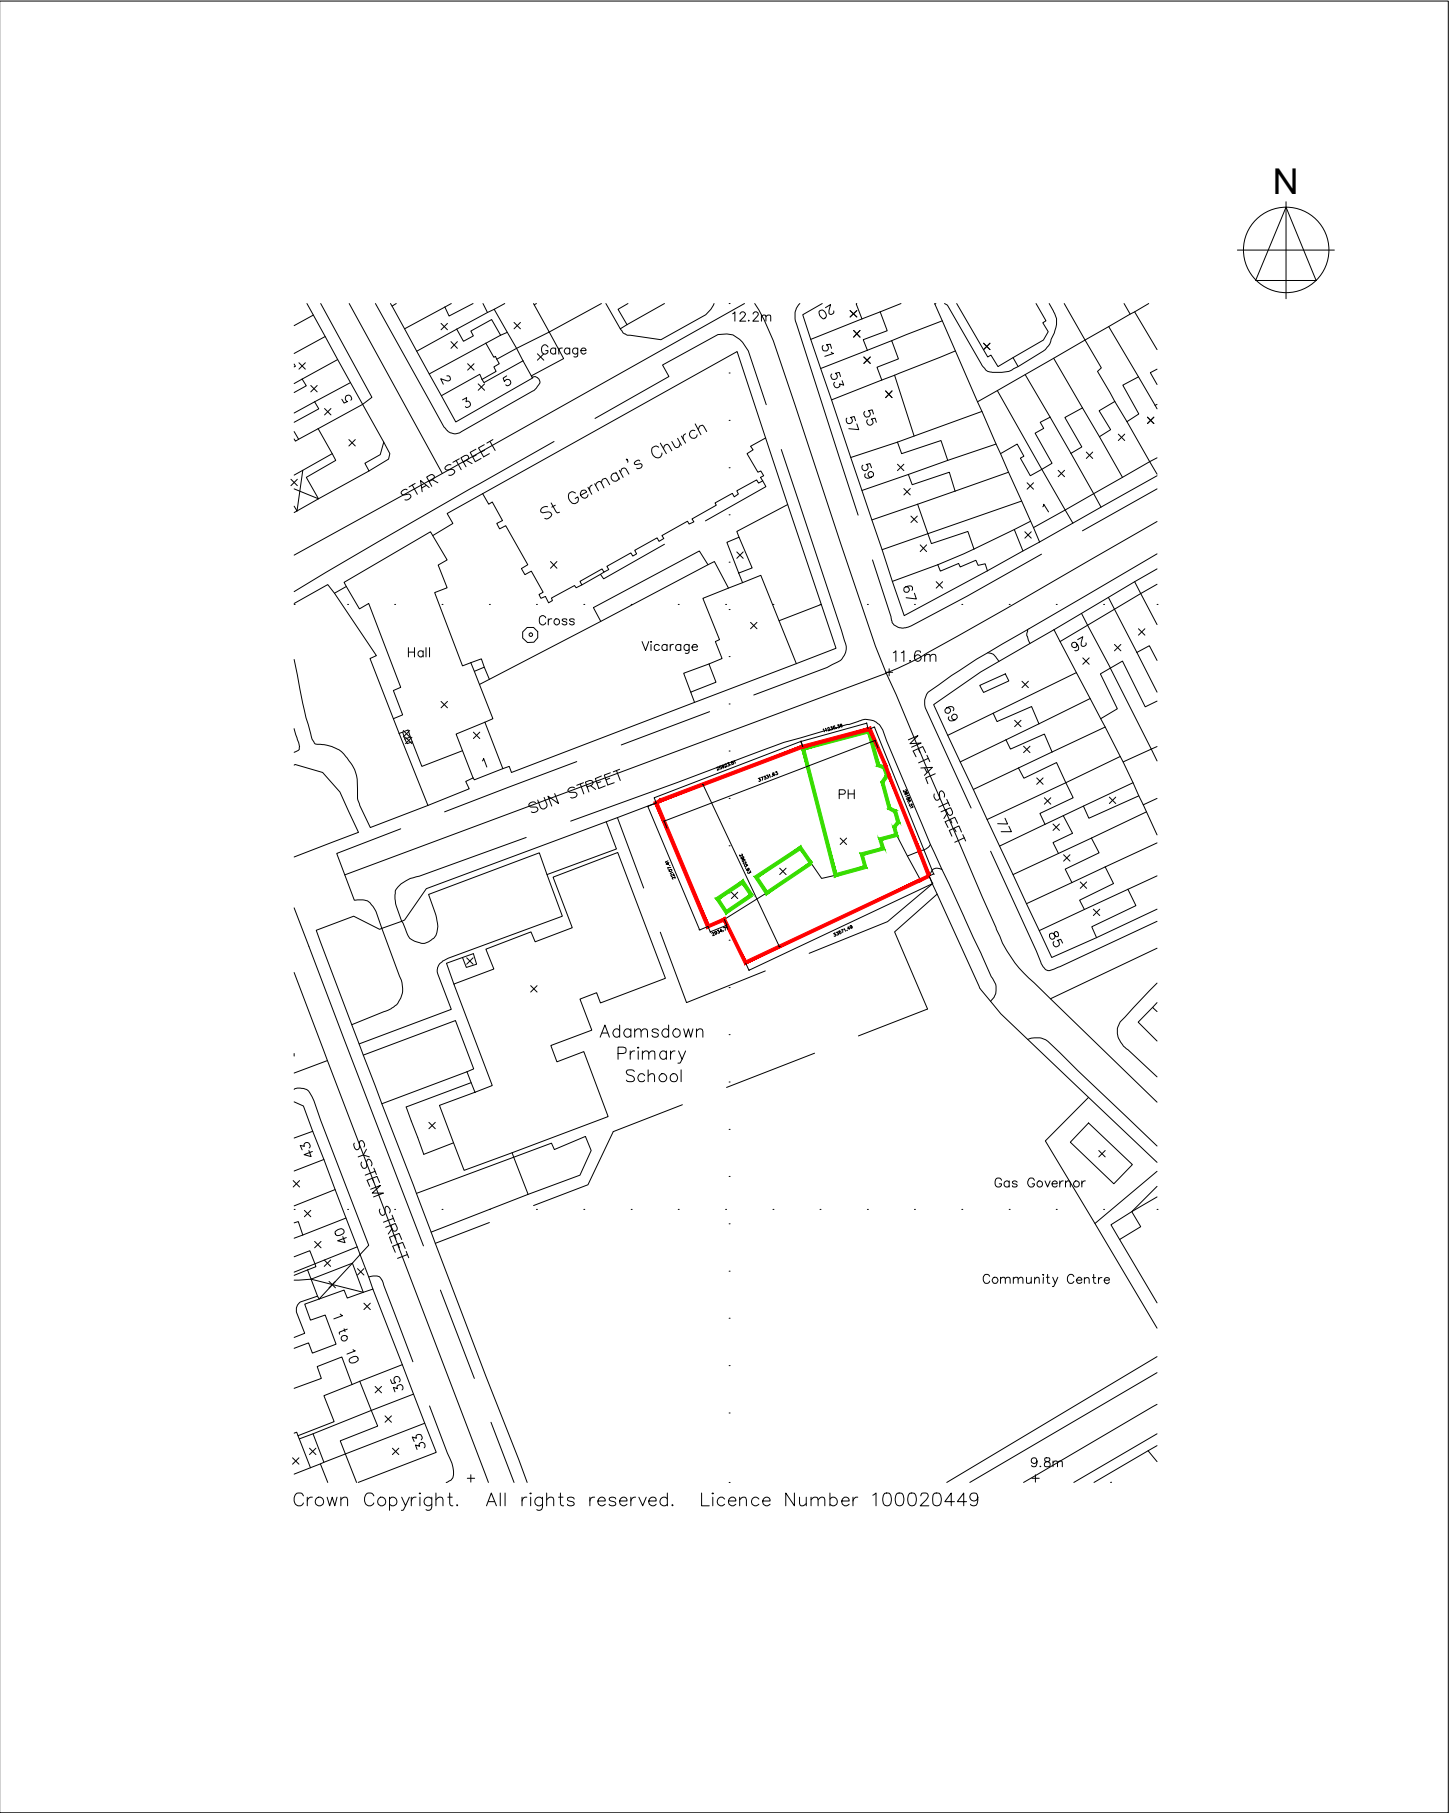 N
12.2m
20
51
Garage
53
2
5
3
5
55
57
STAR STREET
St German's Church
59
1
67
Cross
Hall
Vicarage
26
11.6m
69
METAL STREET
1
SUN STREET
PH
77
85
Adamsdown
Primary
School
43
SYSTEM STREET
Gas Governor
40
Community Centre
1 to 10
35
33
9.8m
Crown Copyright. All rights reserved. Licence Number 100020449